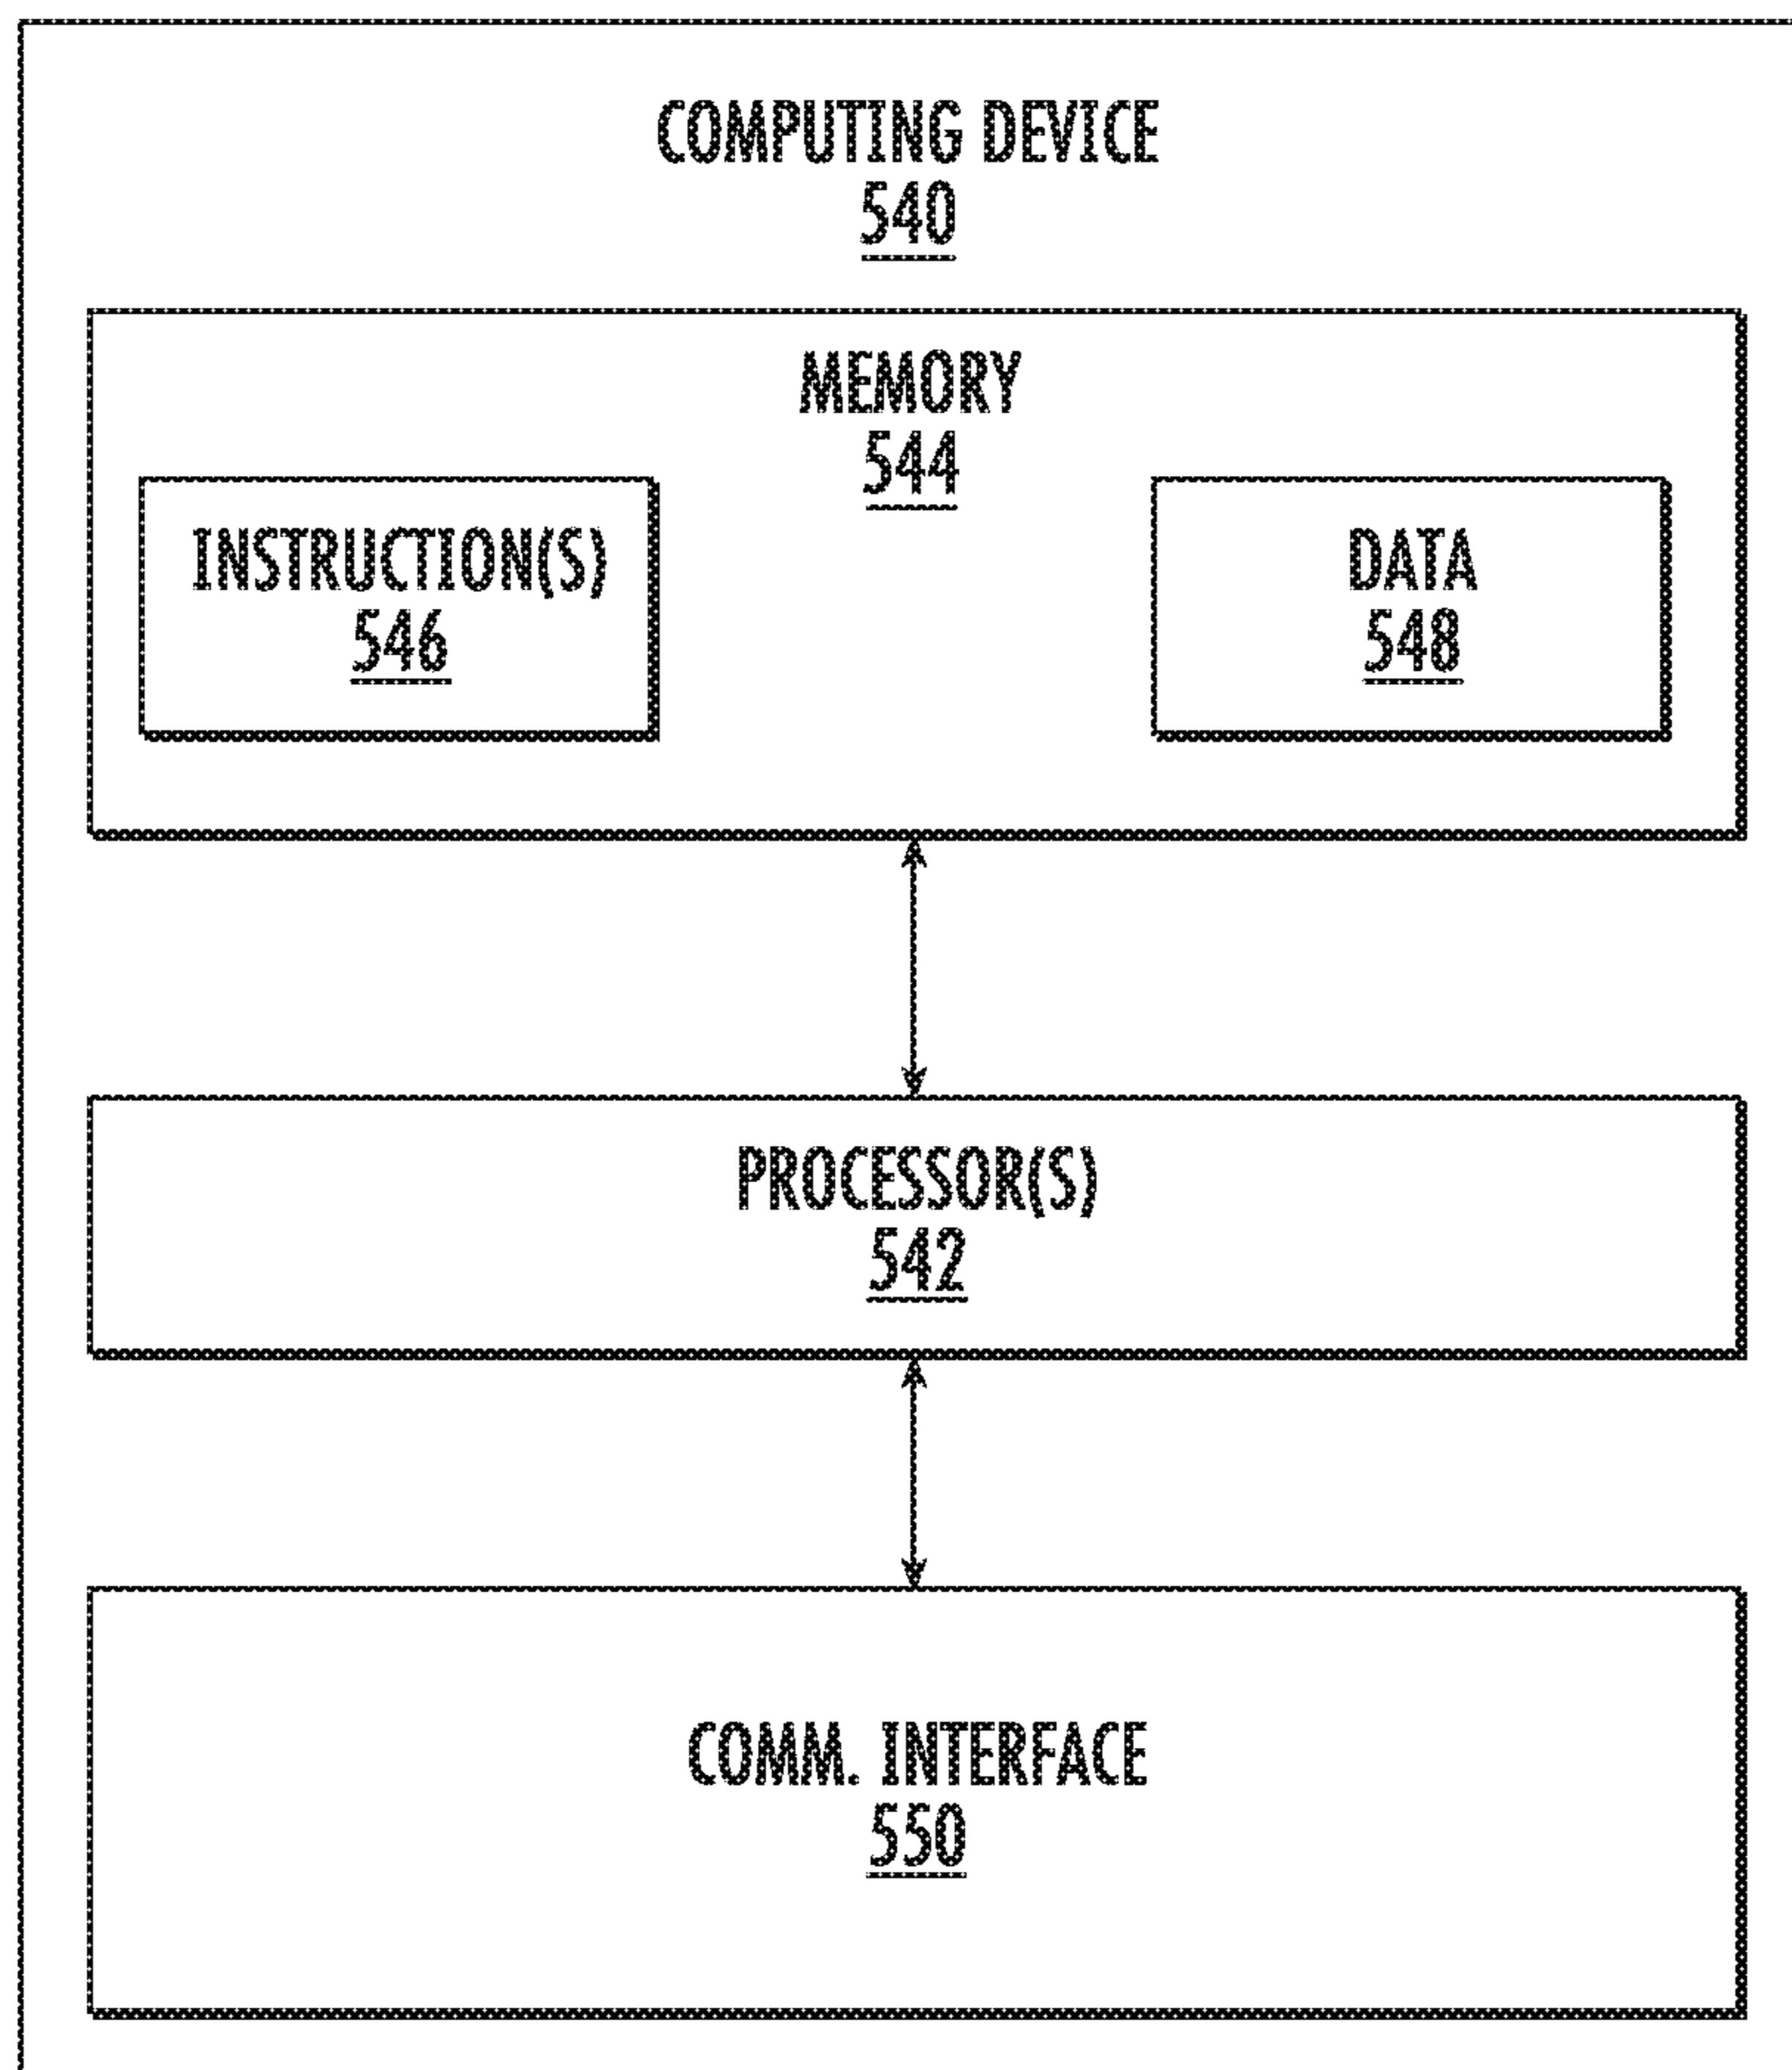 COMPUTING DEVICE
540
MEMORY
544
INSTRUCTION(S)
546
DATA
548
PROCESSOR(S)
542
COMM. INTERFACE
550